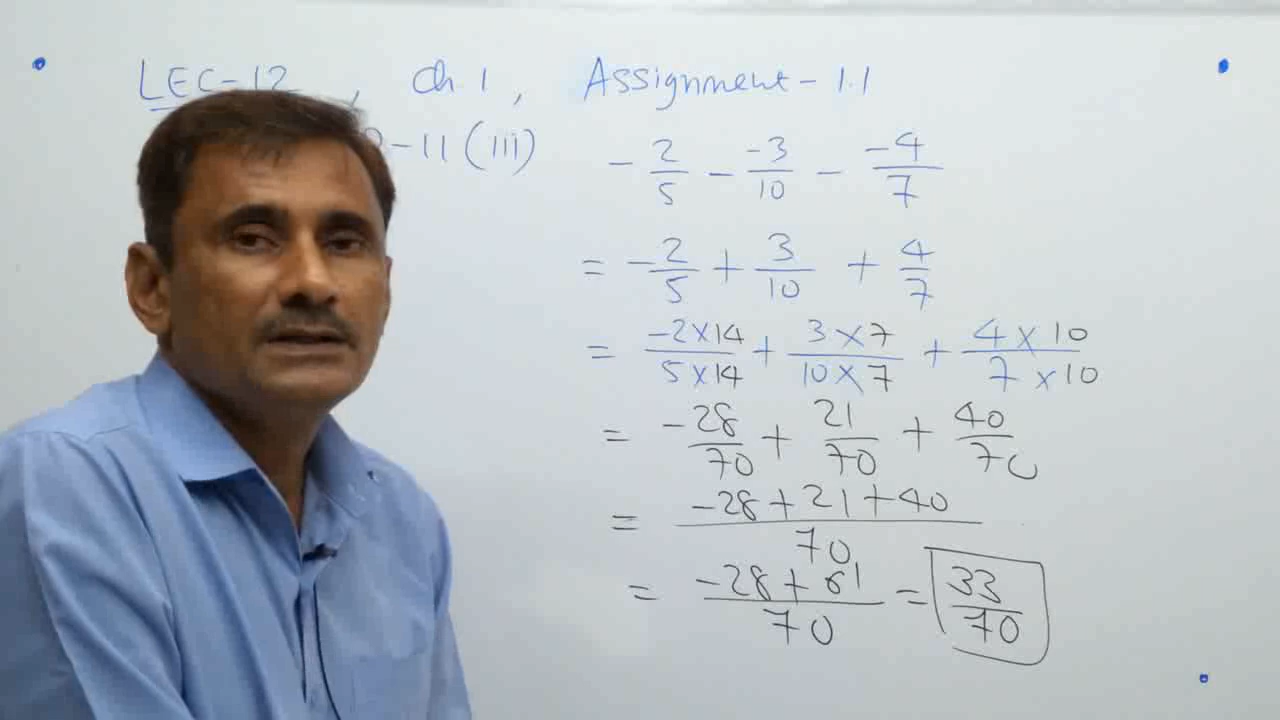 LEC-12, Ch 1, Assignment-1.1
-11 (iii) - 2/5 - -3/10 - -4/7
= -2/5 + 3/10 + 4/7
= -2×14/5×14 + 3×7/10×7 + 4×10/7×10
= -28/70 + 21/70 + 40/70
= -28+21+40/70
= -28+61/70 = 33/70